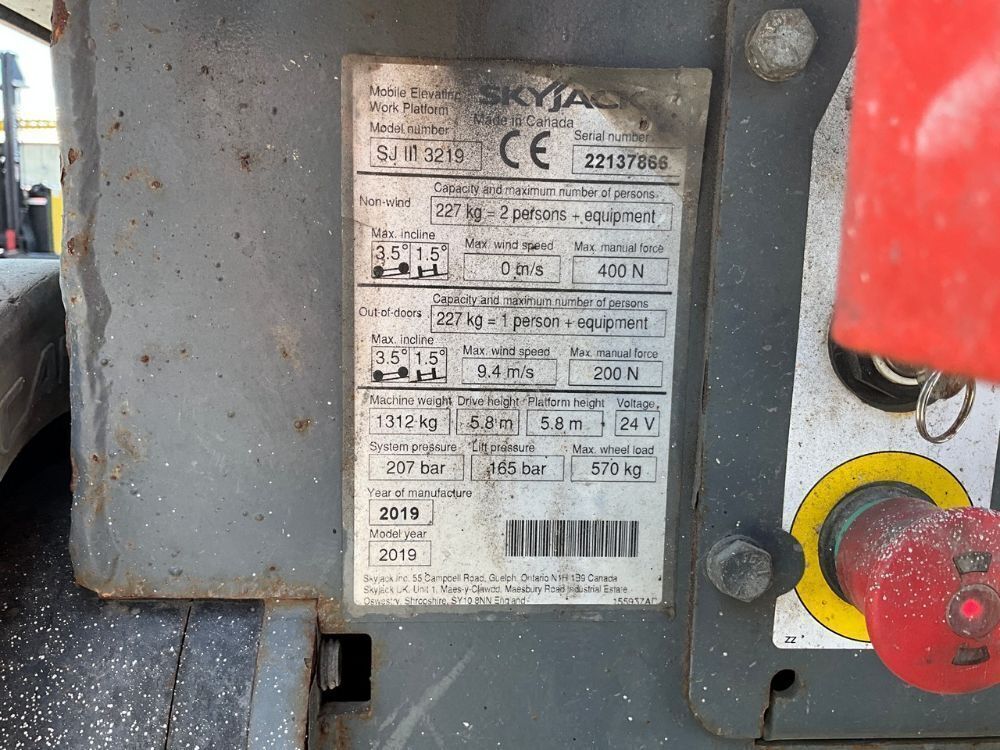 Mobile Elevating SKYJACK
Work Platform Made in Canada
Model number CE Serial number
SJ III 3219 22137866
Capacity and maximum number of persons
Non-wind 227 kg = 2 persons + equipment
Max. incline Max. wind speed Max. manual force
3.5° 1.5° 0 m/s 400 N
Capacity and maximum number of persons
Out-of-doors 227 kg = 1 person + equipment
Max. incline Max. wind speed Max. manual force
3.5° 1.5° 9.4 m/s 200 N
Machine weight Drive height Platform height Voltage
1312 kg 5.8 m 5.8 m 24 V
System pressure Lift pressure Max. wheel load
207 bar 165 bar 570 kg
Year of manufacture
2019
Model year
2019
Skyjack Inc. 55 Campbell Road, Guelph, Ontario N1H 1B9 Canada
Skyjack UK. Unit 1, Maes-y-Clawdd, Maesbury Road Industrial Estate
Oswestry, Shropshire, SY10 8NN England
ZZ